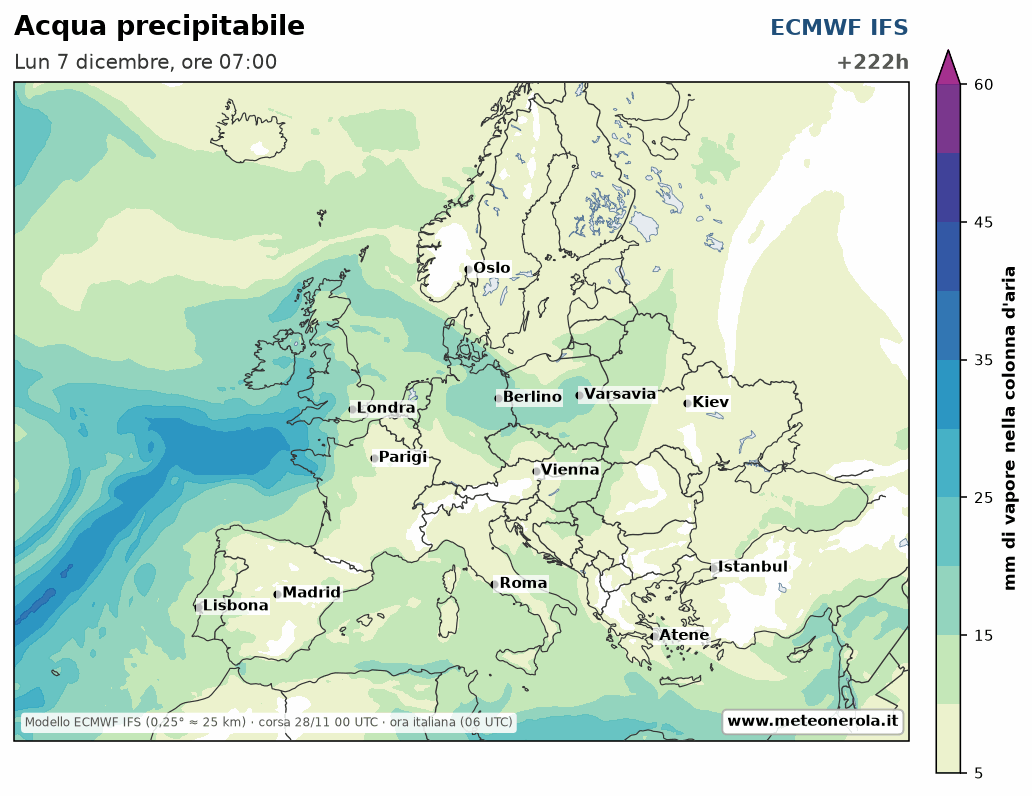 Acqua precipitabile
ECMWF IFS
Lun 7 dicembre, ore 07:00
+222h
60
45
35
25
15
5
mm di vapore nella colonna d'aria
Oslo
Londra
Berlino
Varsavia
Kiev
Parigi
Vienna
Lisbona
Madrid
Roma
Istanbul
Atene
Modello ECMWF IFS (0,25° ≈ 25 km) · corsa 28/11 00 UTC · ora italiana (06 UTC)
www.meteonerola.it